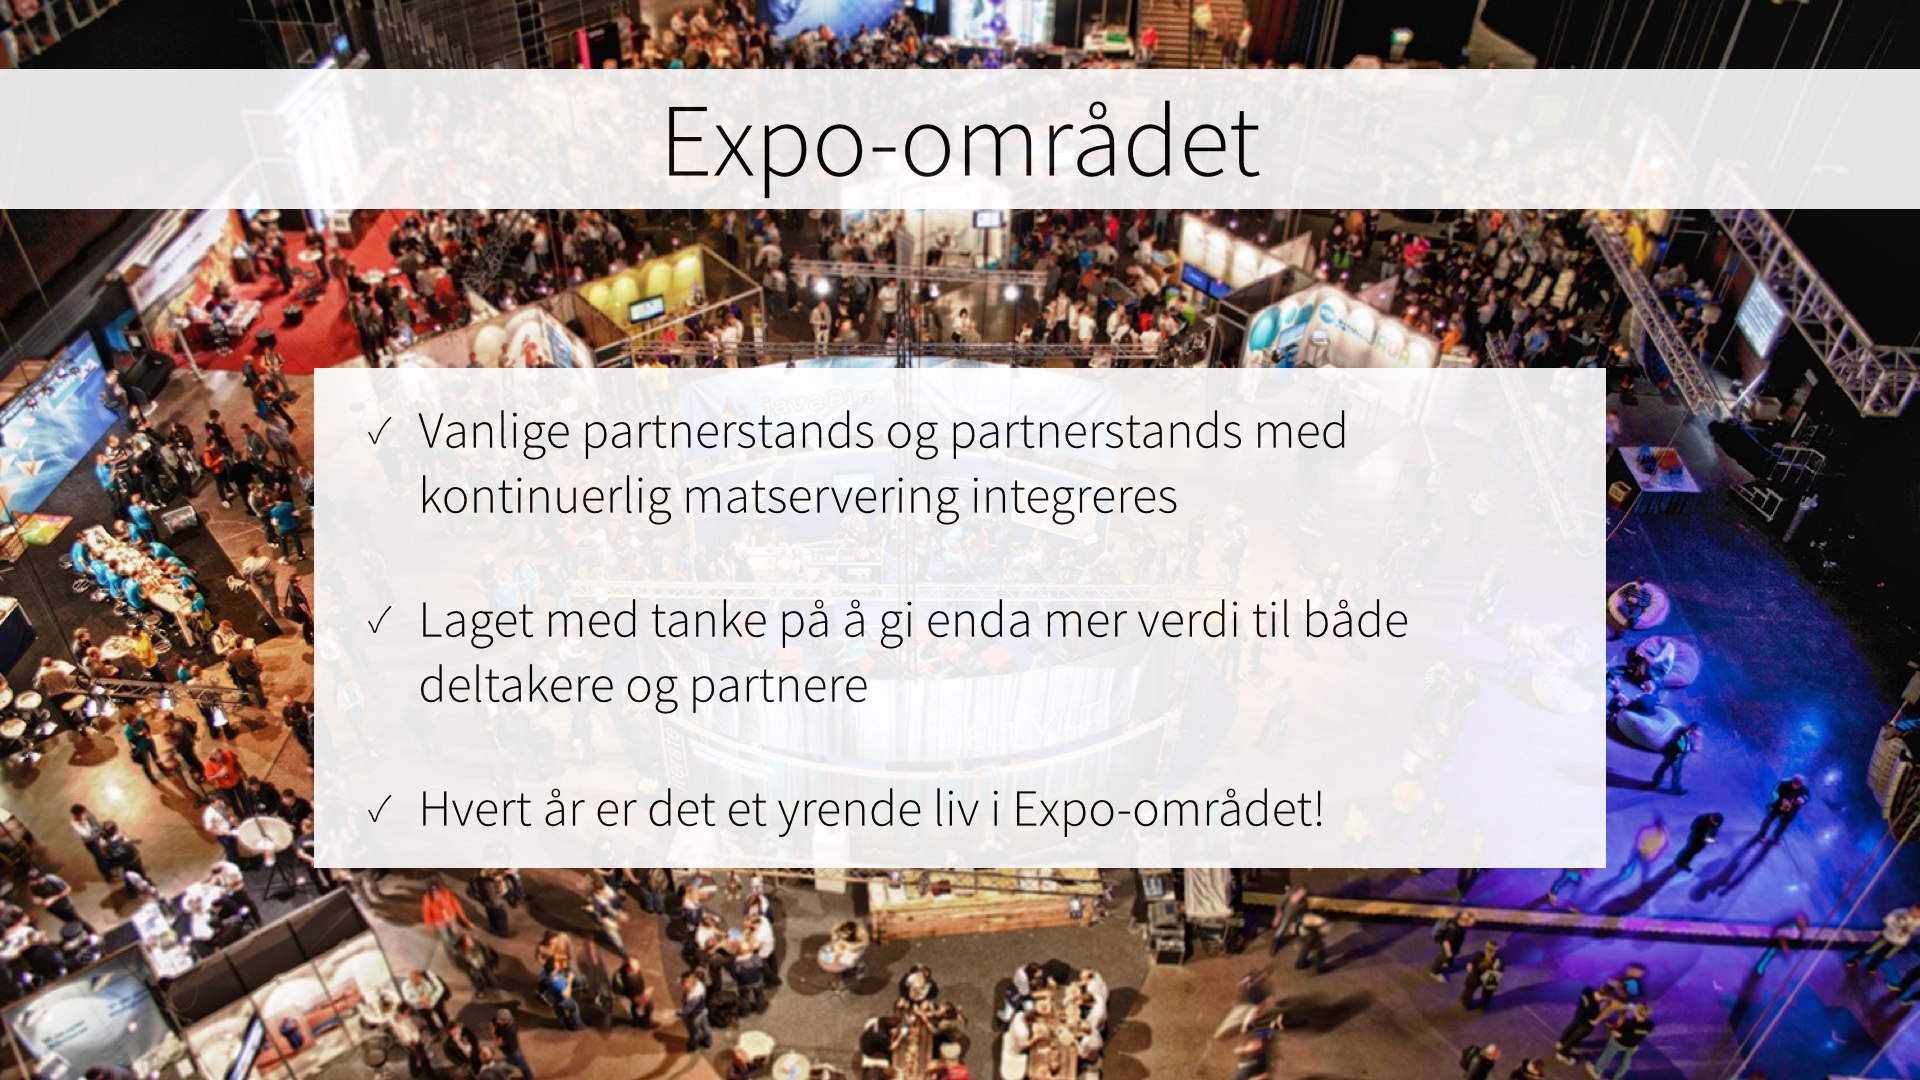 Expo-området
✓ Vanlige partnerstands og partnerstands med
kontinuerlig matservering integreres
✓ Laget med tanke på å gi enda mer verdi til både
deltakere og partnere
✓ Hvert år er det et yrende liv i Expo-området!
javaBin